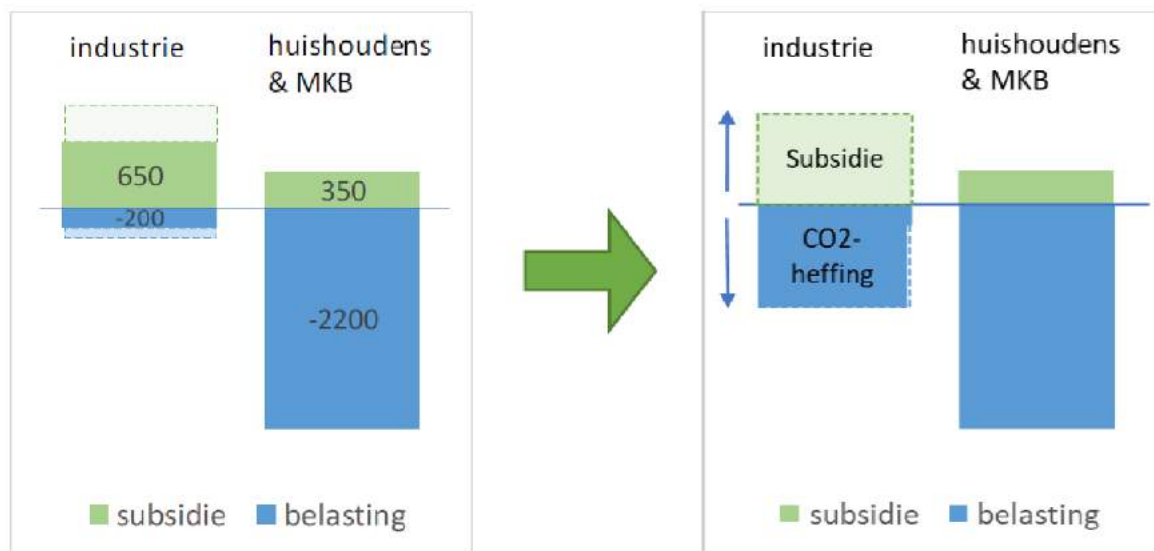 industrie
huishoudens
& MKB
650
-200
350
-2200
subsidie
belasting
industrie
huishoudens
& MKB
Subsidie
CO2-
heffing
subsidie
belasting